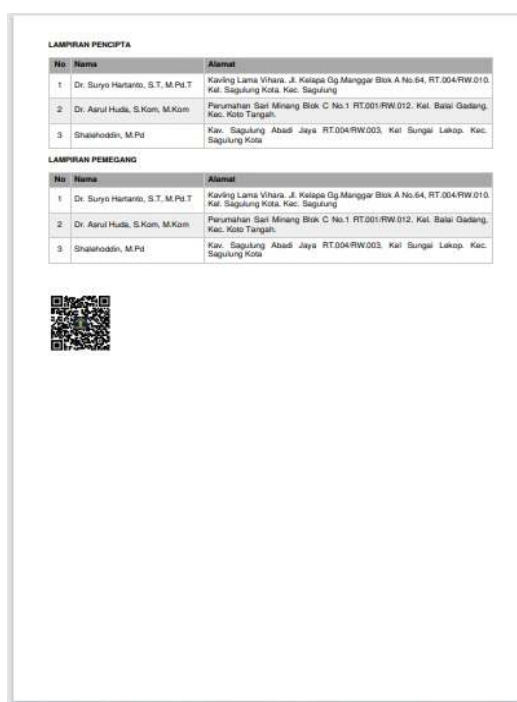 LAMPIRAN PENCIPTA
No Nama Alamat
1 Dr. Suryo Hartanto, S.T, M.Pd.T Kavling Lama Vihara. Jl. Kelapa Gg.Manggar Blok A No.64, RT.004/RW.010.
Kel. Sagulung Kota. Kec. Sagulung
2 Dr. Asrul Huda, S.Kom, M.Kom Perumahan Sari Minang Blok C No.1 RT.001/RW.012. Kel. Balai Gadang,
Kec. Koto Tangah.
3 Shalehoddin, M.Pd Kav. Sagulung Abadi Jaya RT.004/RW.003, Kel Sungai Lekop. Kec.
Sagulung Kota
LAMPIRAN PEMEGANG
No Nama Alamat
1 Dr. Suryo Hartanto, S.T, M.Pd.T Kavling Lama Vihara. Jl. Kelapa Gg.Manggar Blok A No.64, RT.004/RW.010.
Kel. Sagulung Kota. Kec. Sagulung
2 Dr. Asrul Huda, S.Kom, M.Kom Perumahan Sari Minang Blok C No.1 RT.001/RW.012. Kel. Balai Gadang,
Kec. Koto Tangah.
3 Shalehoddin, M.Pd Kav. Sagulung Abadi Jaya RT.004/RW.003, Kel Sungai Lekop. Kec.
Sagulung Kota